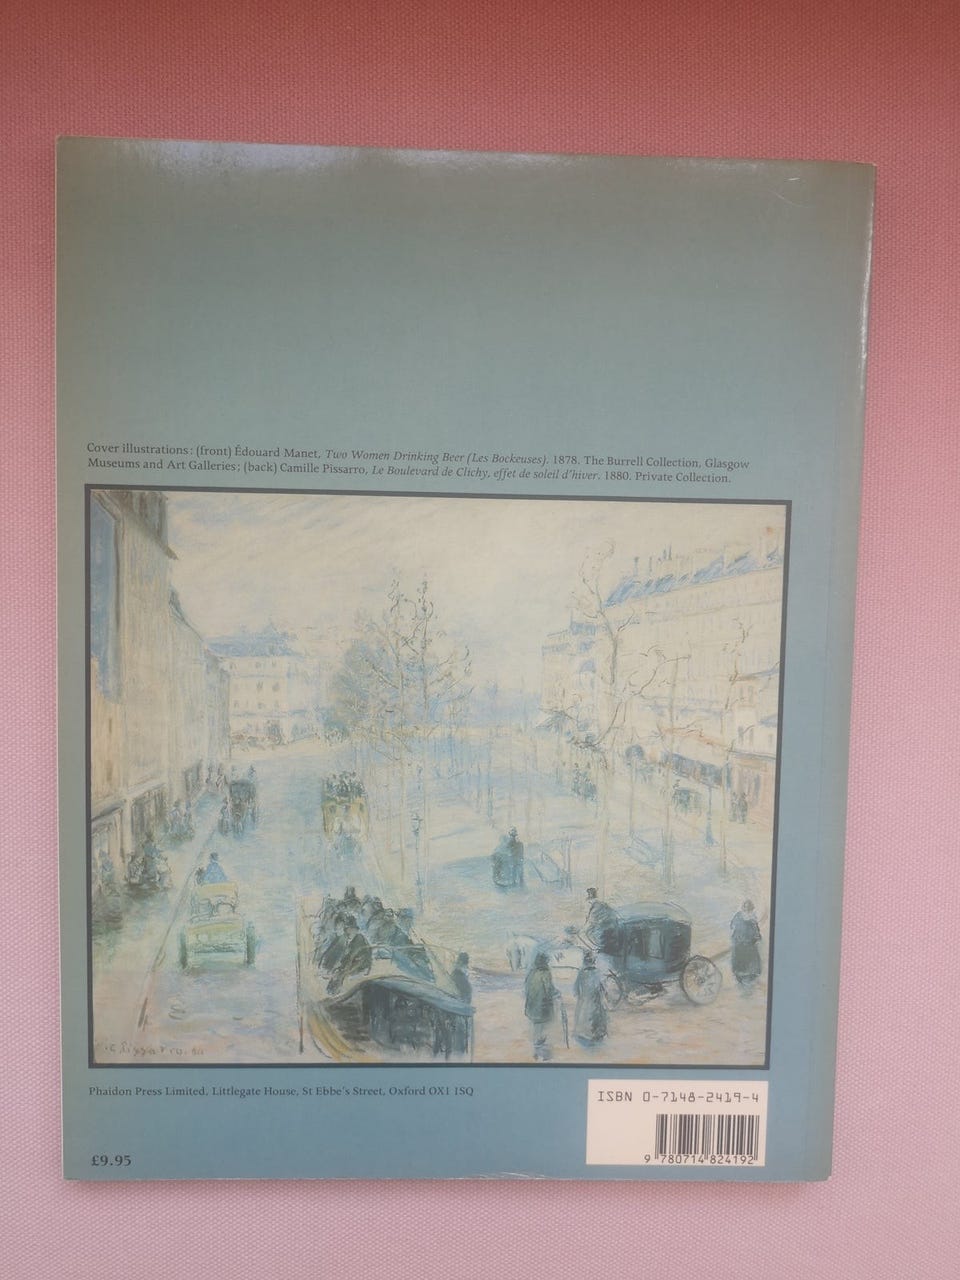 Cover illustrations: (front) Édouard Manet, Two Women Drinking Beer (Les Bockeuses). 1878. The Burrell Collection, Glasgow
Museums and Art Galleries; (back) Camille Pissarro, Le Boulevard de Clichy, effet de soleil d'hiver. 1880. Private Collection.
C. Pissarro. 80
Phaidon Press Limited, Littlegate House, St Ebbe's Street, Oxford OX1 1SQ
ISBN 0-7148-2419-4
9 780714 824192
£9.95